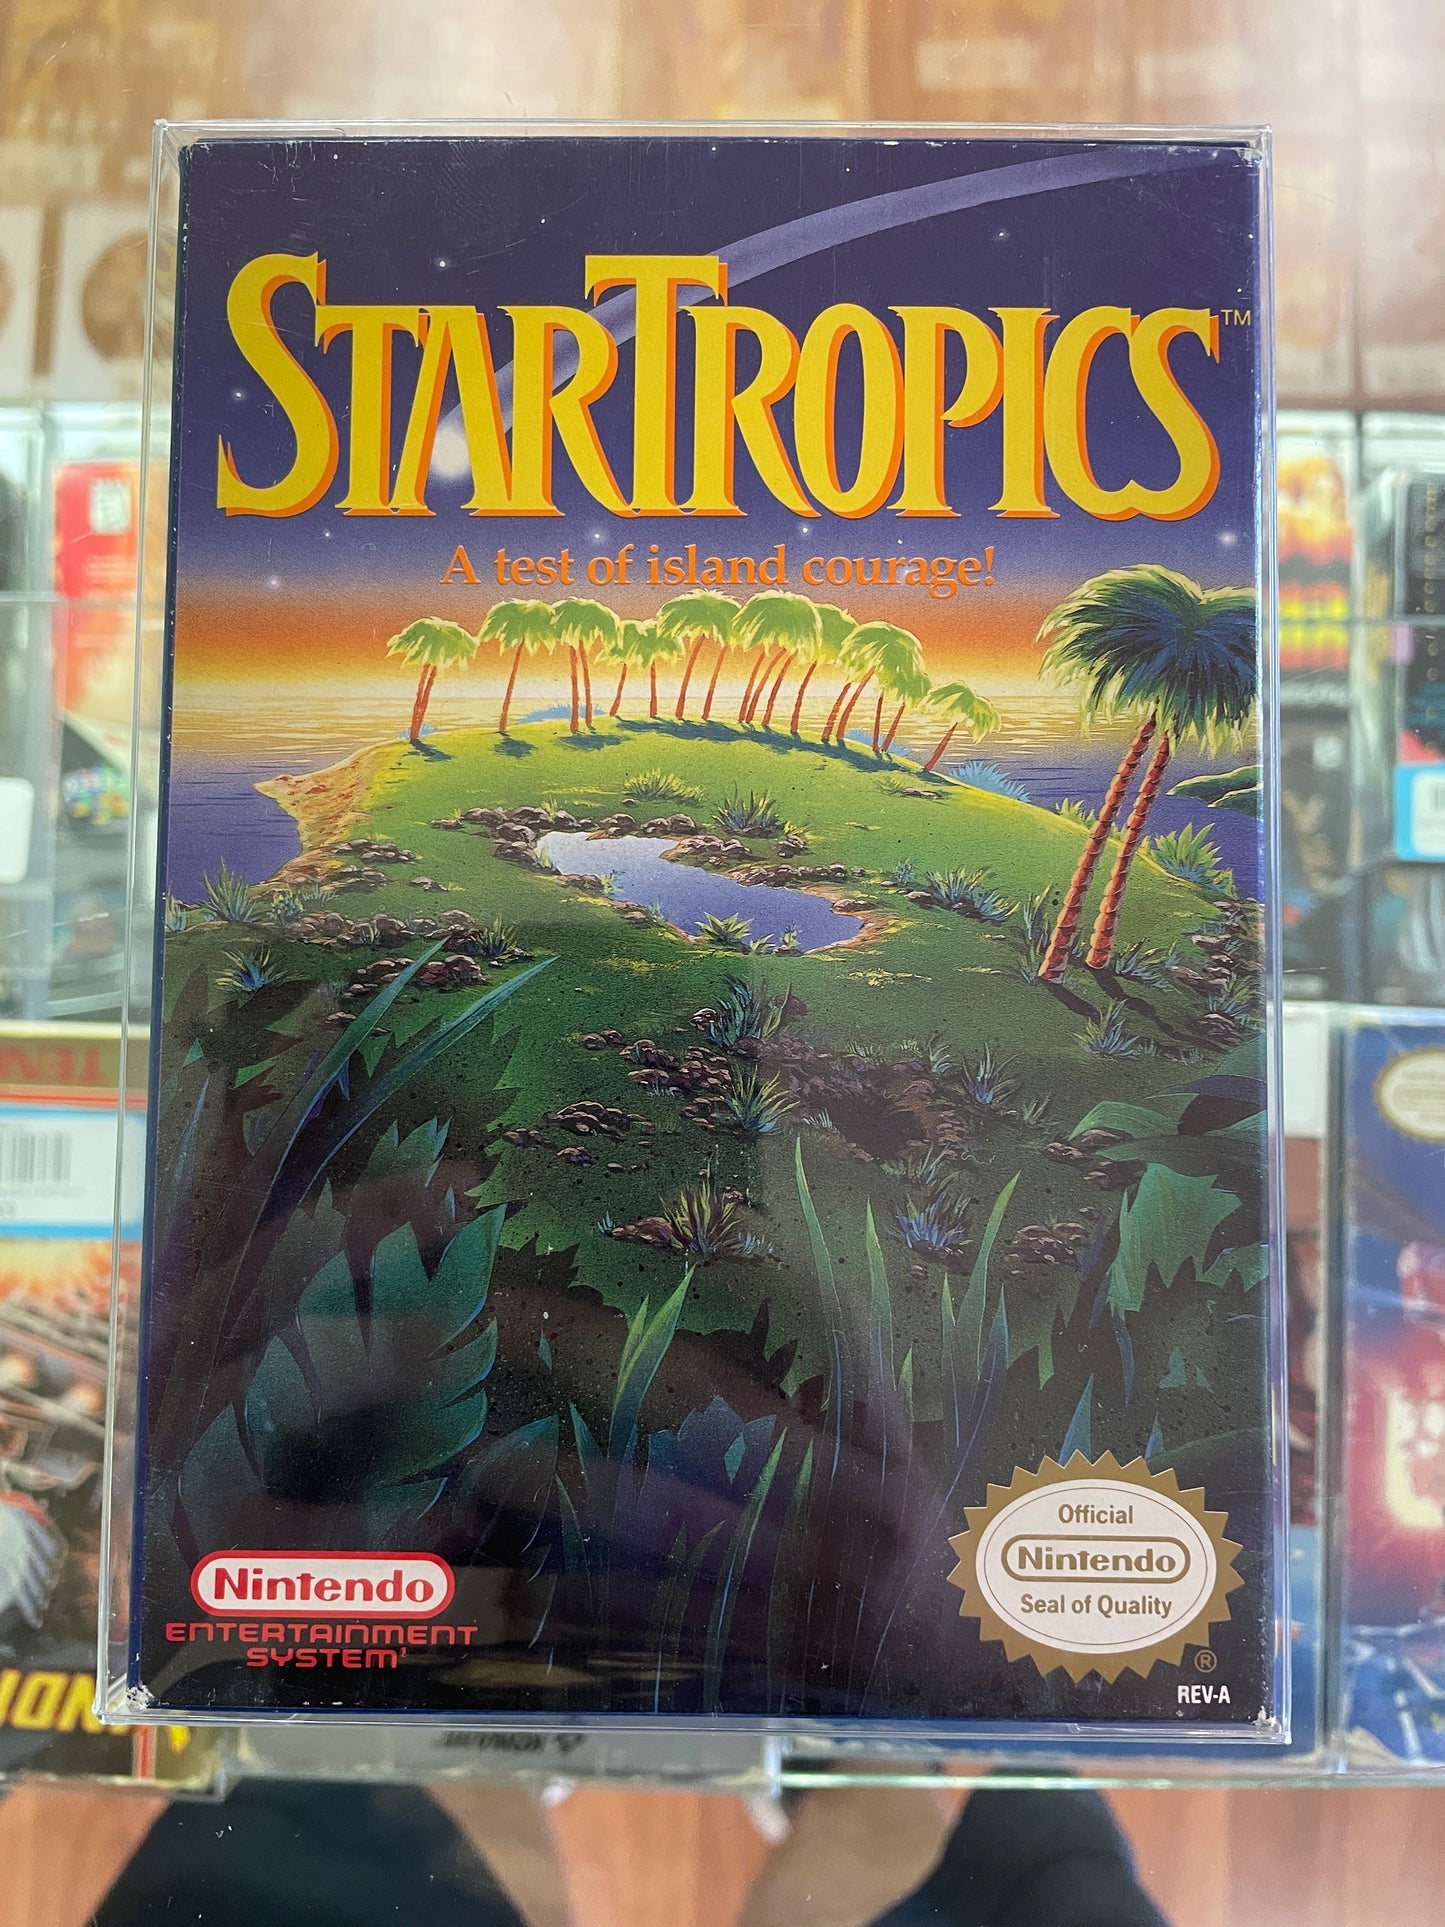 STARTROPICS™
A test of island courage!
Nintendo
ENTERTAINMENT
SYSTEM
Official
Nintendo
Seal of Quality
®
REV-A